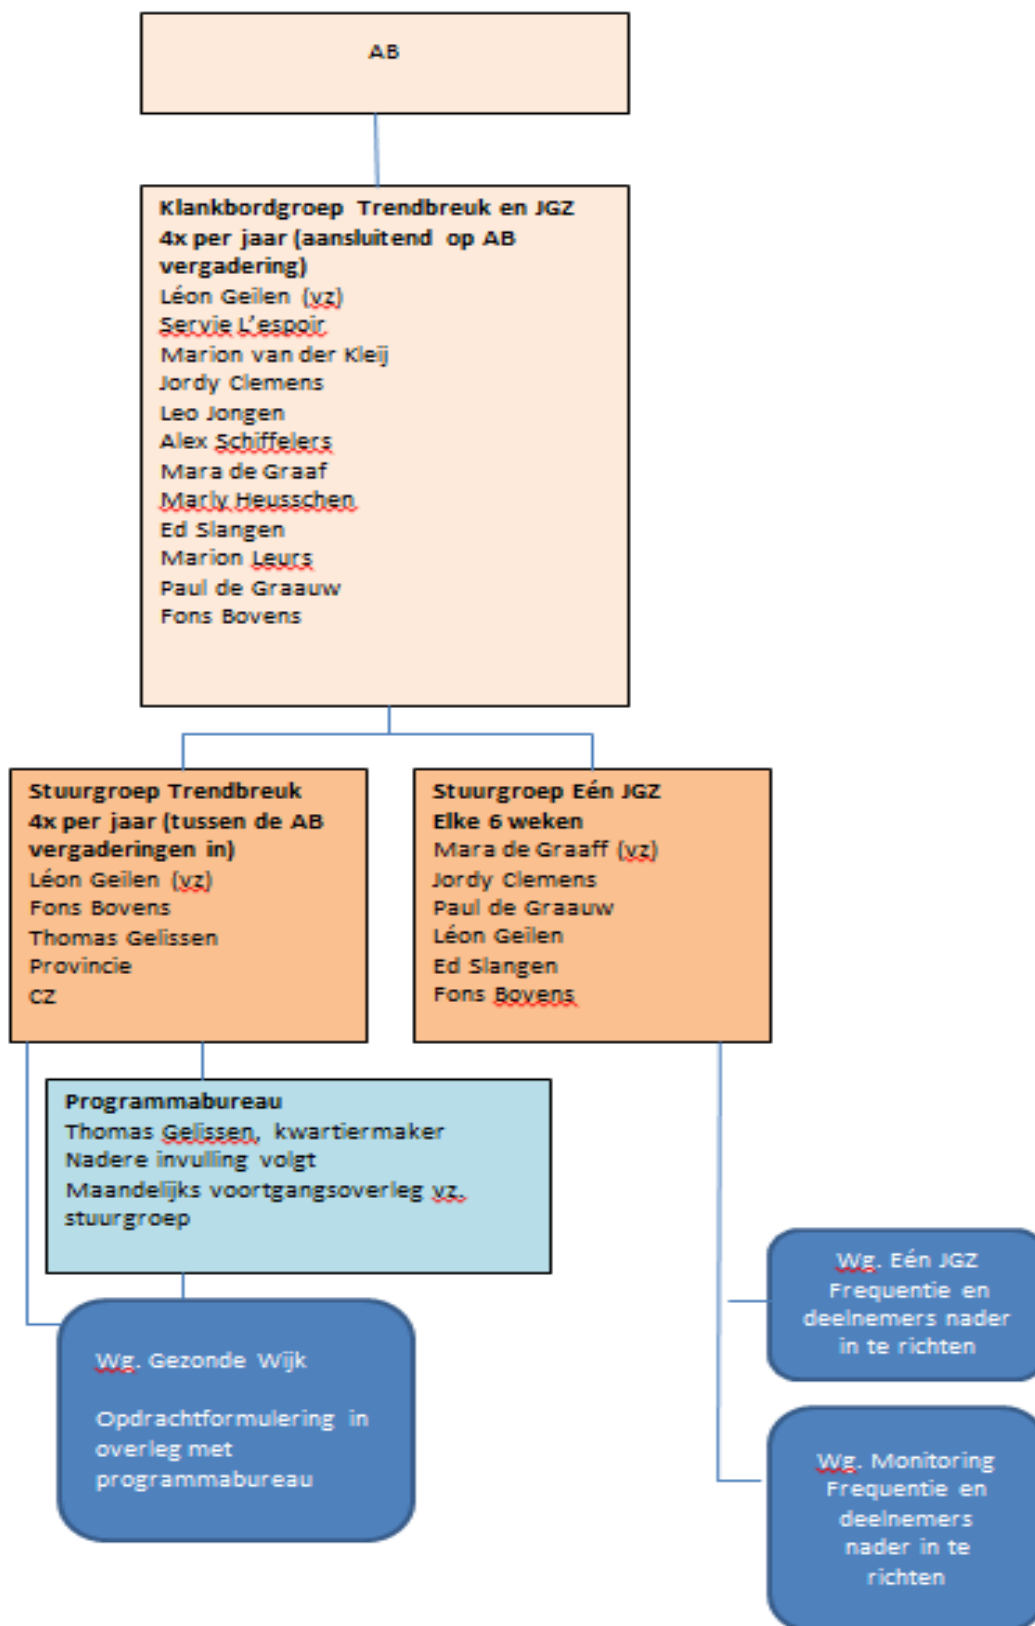 AB
Klankbordgroep Trendbreuk en JGZ
4x per jaar (aansluitend op AB
vergadering)
Léon Geilen (vz)
Servie L'espoir
Marion van der Kleij
Jordy Clemens
Leo Jongen
Alex Schiffelers
Mara de Graaf
Marly Heusschen
Ed Slangen
Marion Leurs
Paul de Graauw
Fons Bovens
Stuurgroep Trendbreuk
4x per jaar (tussen de AB
vergaderingen in)
Léon Geilen (vz)
Fons Bovens
Thomas Gelissen
Provincie
CZ
Stuurgroep Eén JGZ
Elke 6 weken
Mara de Graaff (vz)
Jordy Clemens
Paul de Graauw
Léon Geilen
Ed Slangen
Fons Bovens
Programmabureau
Thomas Gelissen, kwartiermaker
Nadere invulling volgt
Maandelijks voortgangsoverleg vz.
stuurgroep
Wg. Gezonde Wijk
Opdrachtformulering in
overleg met
programmabureau
Wg. Eén JGZ
Frequentie en
deelnemers nader
in te richten
Wg. Monitoring
Frequentie en
deelnemers
nader in te
richten